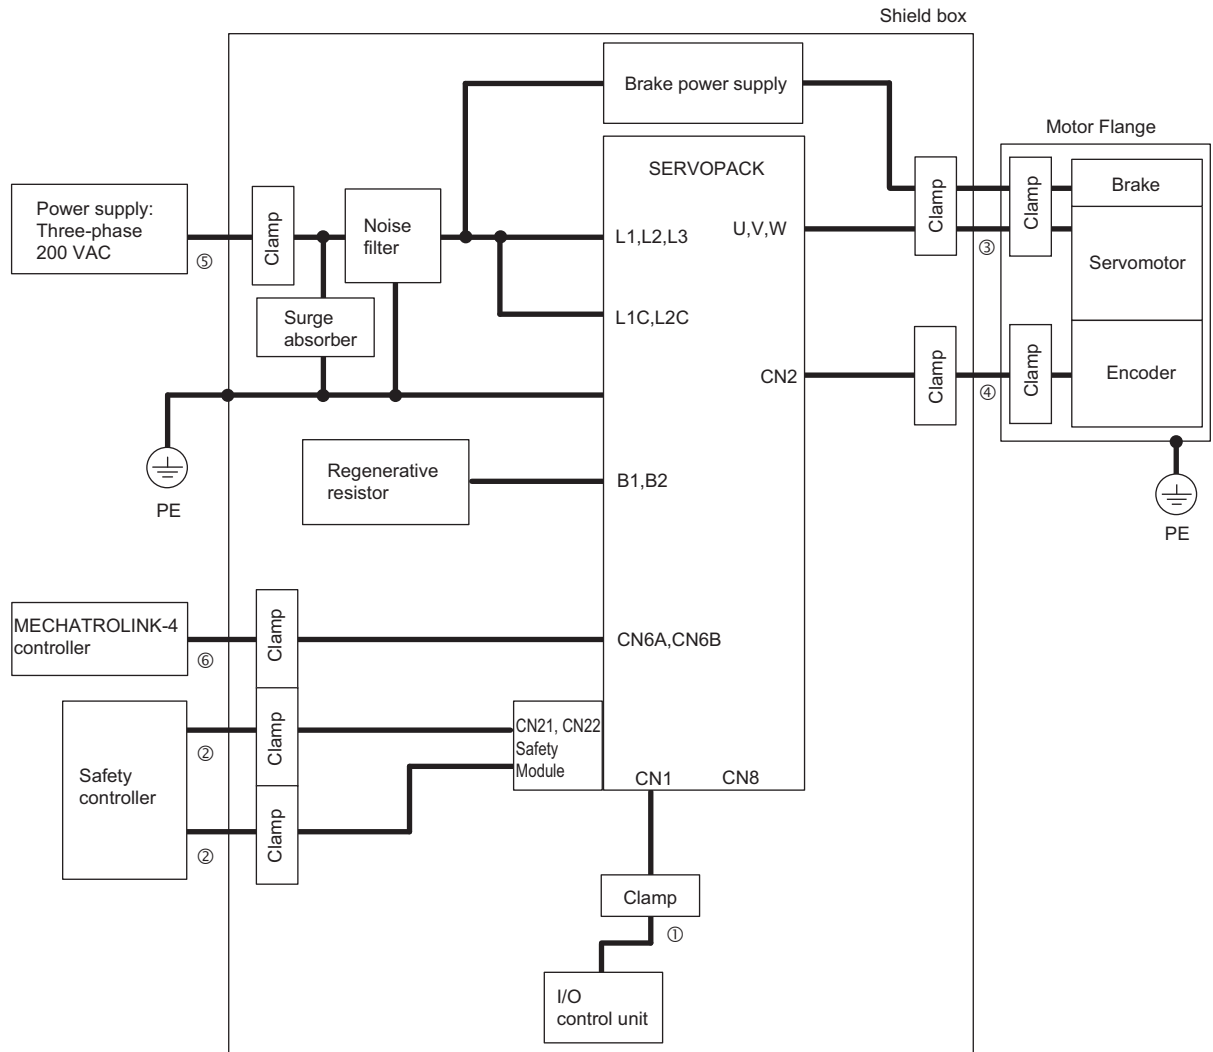 Shield box
Brake power supply
Motor Flange
SERVOPACK
Clamp
Clamp
Brake
Power supply:
Three-phase
200 VAC
Clamp
Noise
filter
L1,L2,L3
U,V,W
⑤
③
Servomotor
Surge
absorber
L1C,L2C
CN2
Clamp
Clamp
Encoder
④
Regenerative
resistor
B1,B2
PE
PE
MECHATROLINK-4
controller
Clamp
CN6A,CN6B
⑥
Clamp
CN21, CN22
Safety
Module
②
Safety
controller
CN1
CN8
Clamp
②
Clamp
①
I/O
control unit